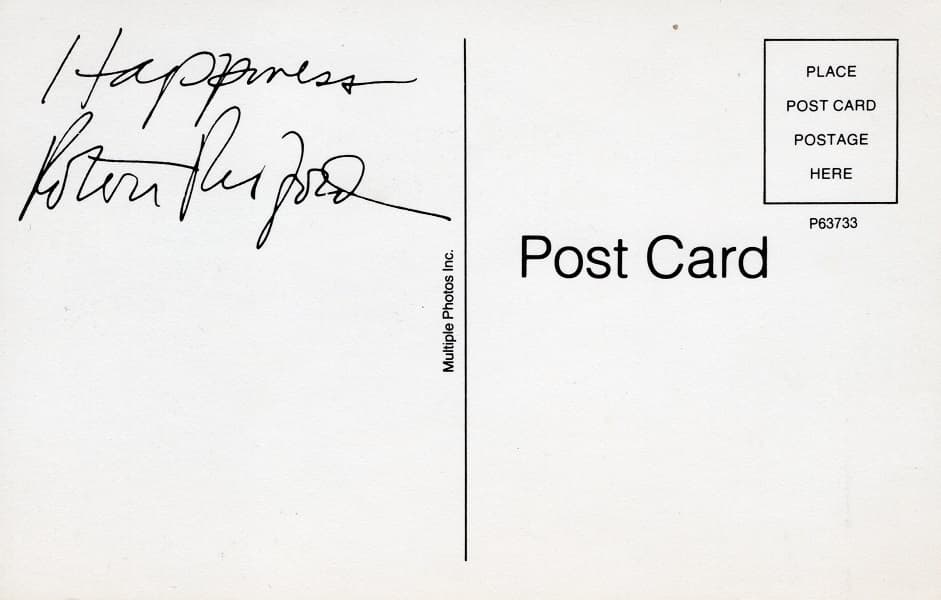 Happiness
Multiple Photos Inc.
PLACE
POST CARD
POSTAGE
HERE
P63733
Post Card